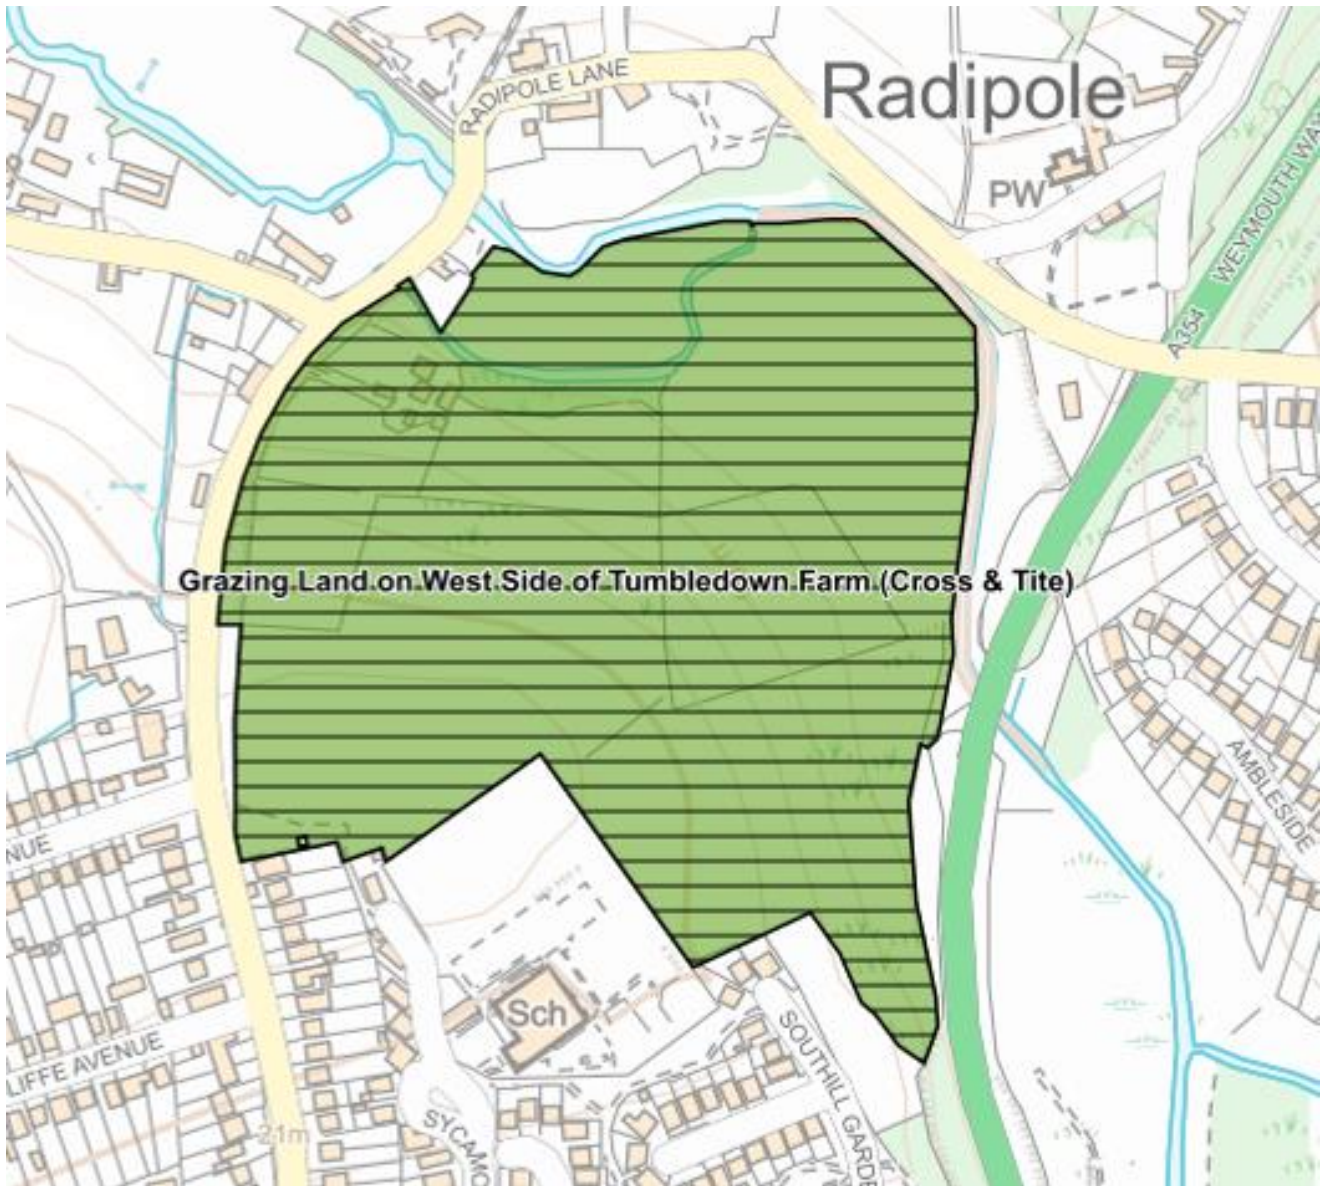 RADIPOLE LANE
Radipole
PW
WEYMOUTH WAY
A354
Grazing Land on West Side of Tumbledown Farm (Cross & Tite)
AMBLESIDE
NUE
Sch
LIFFE AVENUE
SOUTHILL GARDE
21m
SYCAMO